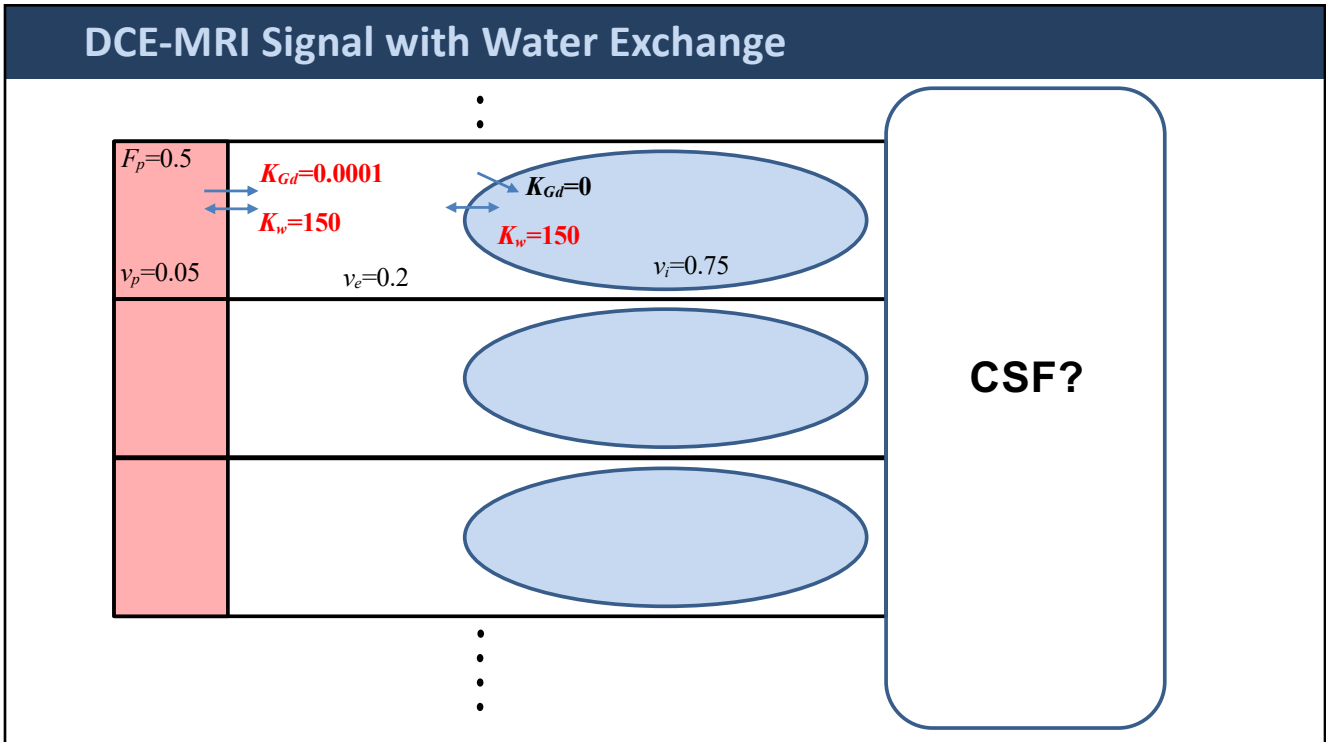 DCE-MRI Signal with Water Exchange
Fp=0.5
KGd=0.0001
KGd=0
Kw=150
Kw=150
vp=0.05
ve=0.2
vi=0.75
CSF?